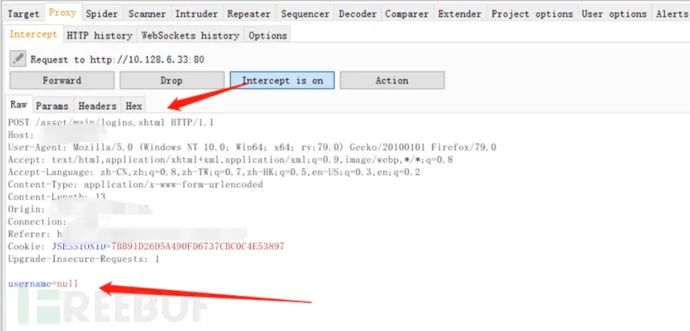 Target Proxy Spider Scanner Intruder Repeater Sequencer Decoder Comparer Extender Project options User options Alerts
Intercept HTTP history WebSockets history Options
Request to http://10.128.6.33:80
Forward Drop Intercept is on Action
Raw Params Headers Hex
POST /asset/main/logins.shtml HTTP/1.1
Host:
User-Agent: Mozilla/5.0 (Windows NT 10.0; Win64; x64; rv:79.0) Gecko/20100101 Firefox/79.0
Accept: text/html,application/xhtml+xml,application/xml;q=0.9,image/webp,*/*;q=0.8
Accept-Language: zh-CN,zh;q=0.8,zh-TW;q=0.7,zh-HK;q=0.5,en-US;q=0.3,en;q=0.2
Content-Type: application/x-www-form-urlencoded
Content-Length: 13
Origin:
Connection:
Referer: h
Cookie: JSESSIONID=7BB91D26D5A490FD6737CBC0C4E53897
Upgrade-Insecure-Requests: 1
username=null
FREEBUF